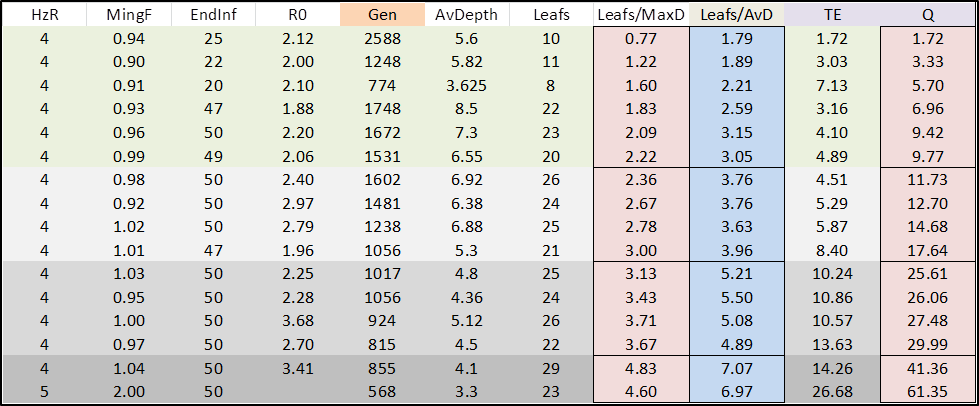 HzR MingF EndInf R0 Gen AvDepth Leafs Leafs/MaxD Leafs/AvD TE Q
4 0.94 25 2.12 2588 5.6 10 0.77 1.79 1.72 1.72
4 0.90 22 2.00 1248 5.82 11 1.22 1.89 3.03 3.33
4 0.91 20 2.10 774 3.625 8 1.60 2.21 7.13 5.70
4 0.93 47 1.88 1748 8.5 22 1.83 2.59 3.16 6.96
4 0.96 50 2.20 1672 7.3 23 2.09 3.15 4.10 9.42
4 0.99 49 2.06 1531 6.55 20 2.22 3.05 4.89 9.77
4 0.98 50 2.40 1602 6.92 26 2.36 3.76 4.51 11.73
4 0.92 50 2.97 1481 6.38 24 2.67 3.76 5.29 12.70
4 1.02 50 2.79 1238 6.88 25 2.78 3.63 5.87 14.68
4 1.01 47 1.96 1056 5.3 21 3.00 3.96 8.40 17.64
4 1.03 50 2.25 1017 4.8 25 3.13 5.21 10.24 25.61
4 0.95 50 2.28 1056 4.36 24 3.43 5.50 10.86 26.06
4 1.00 50 3.68 924 5.12 26 3.71 5.08 10.57 27.48
4 0.97 50 2.70 815 4.5 22 3.67 4.89 13.63 29.99
4 1.04 50 3.41 855 4.1 29 4.83 7.07 14.26 41.36
5 2.00 50 568 3.3 23 4.60 6.97 26.68 61.35